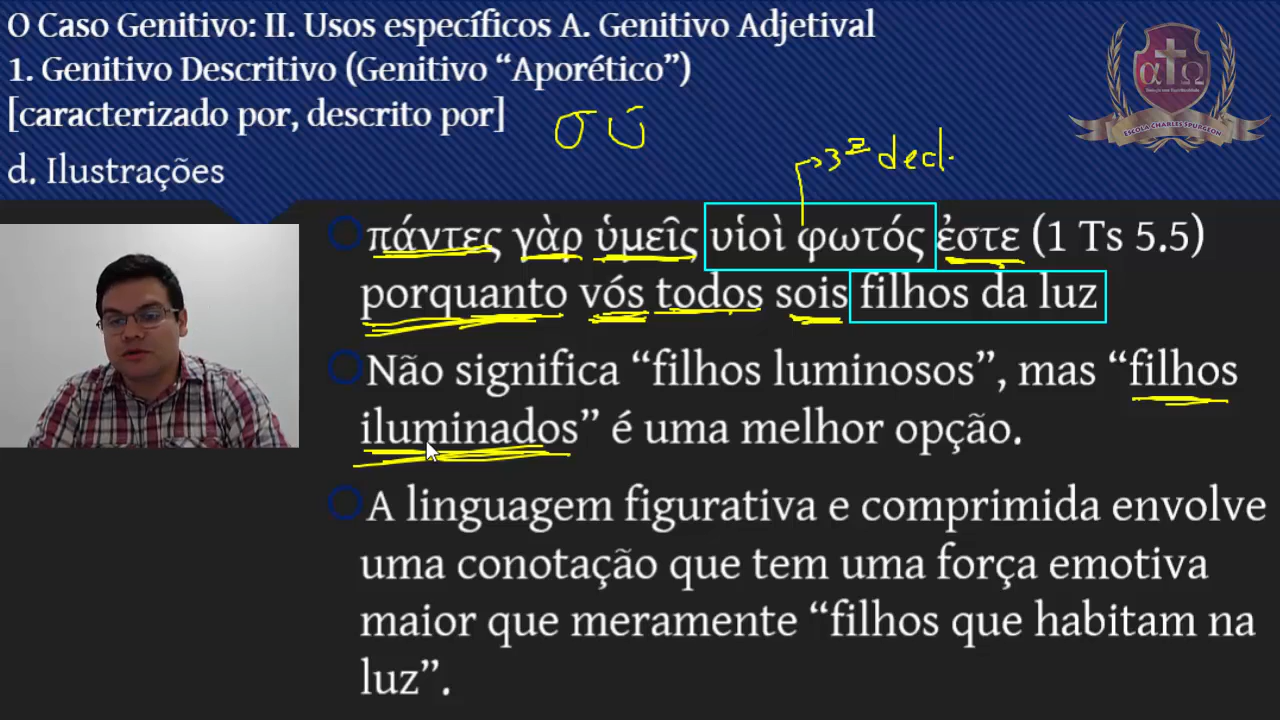 O Caso Genitivo: II. Usos específicos A. Genitivo Adjetival
1. Genitivo Descritivo (Genitivo “Aporético”)
[caracterizado por, descrito por]
d. Ilustrações
α Ω
ESCOLA CHARLES SPURGEON
3ª decl.
πάντες γὰρ ὑμεῖς υἱοὶ φωτός ἐστε (1 Ts 5.5)
porquanto vós todos sois filhos da luz
Não significa “filhos luminosos”, mas “filhos
iluminados” é uma melhor opção.
A linguagem figurativa e comprimida envolve
uma conotação que tem uma força emotiva
maior que meramente “filhos que habitam na
luz”.